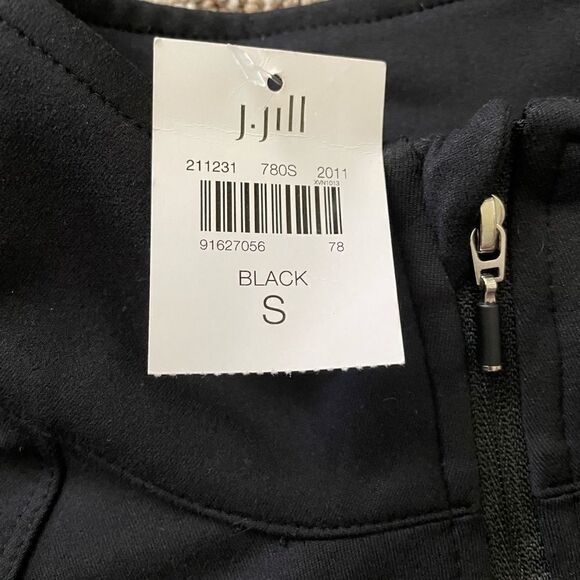 J.Jill
211231 780S 2011
XVN1013
91627056 78
BLACK
S